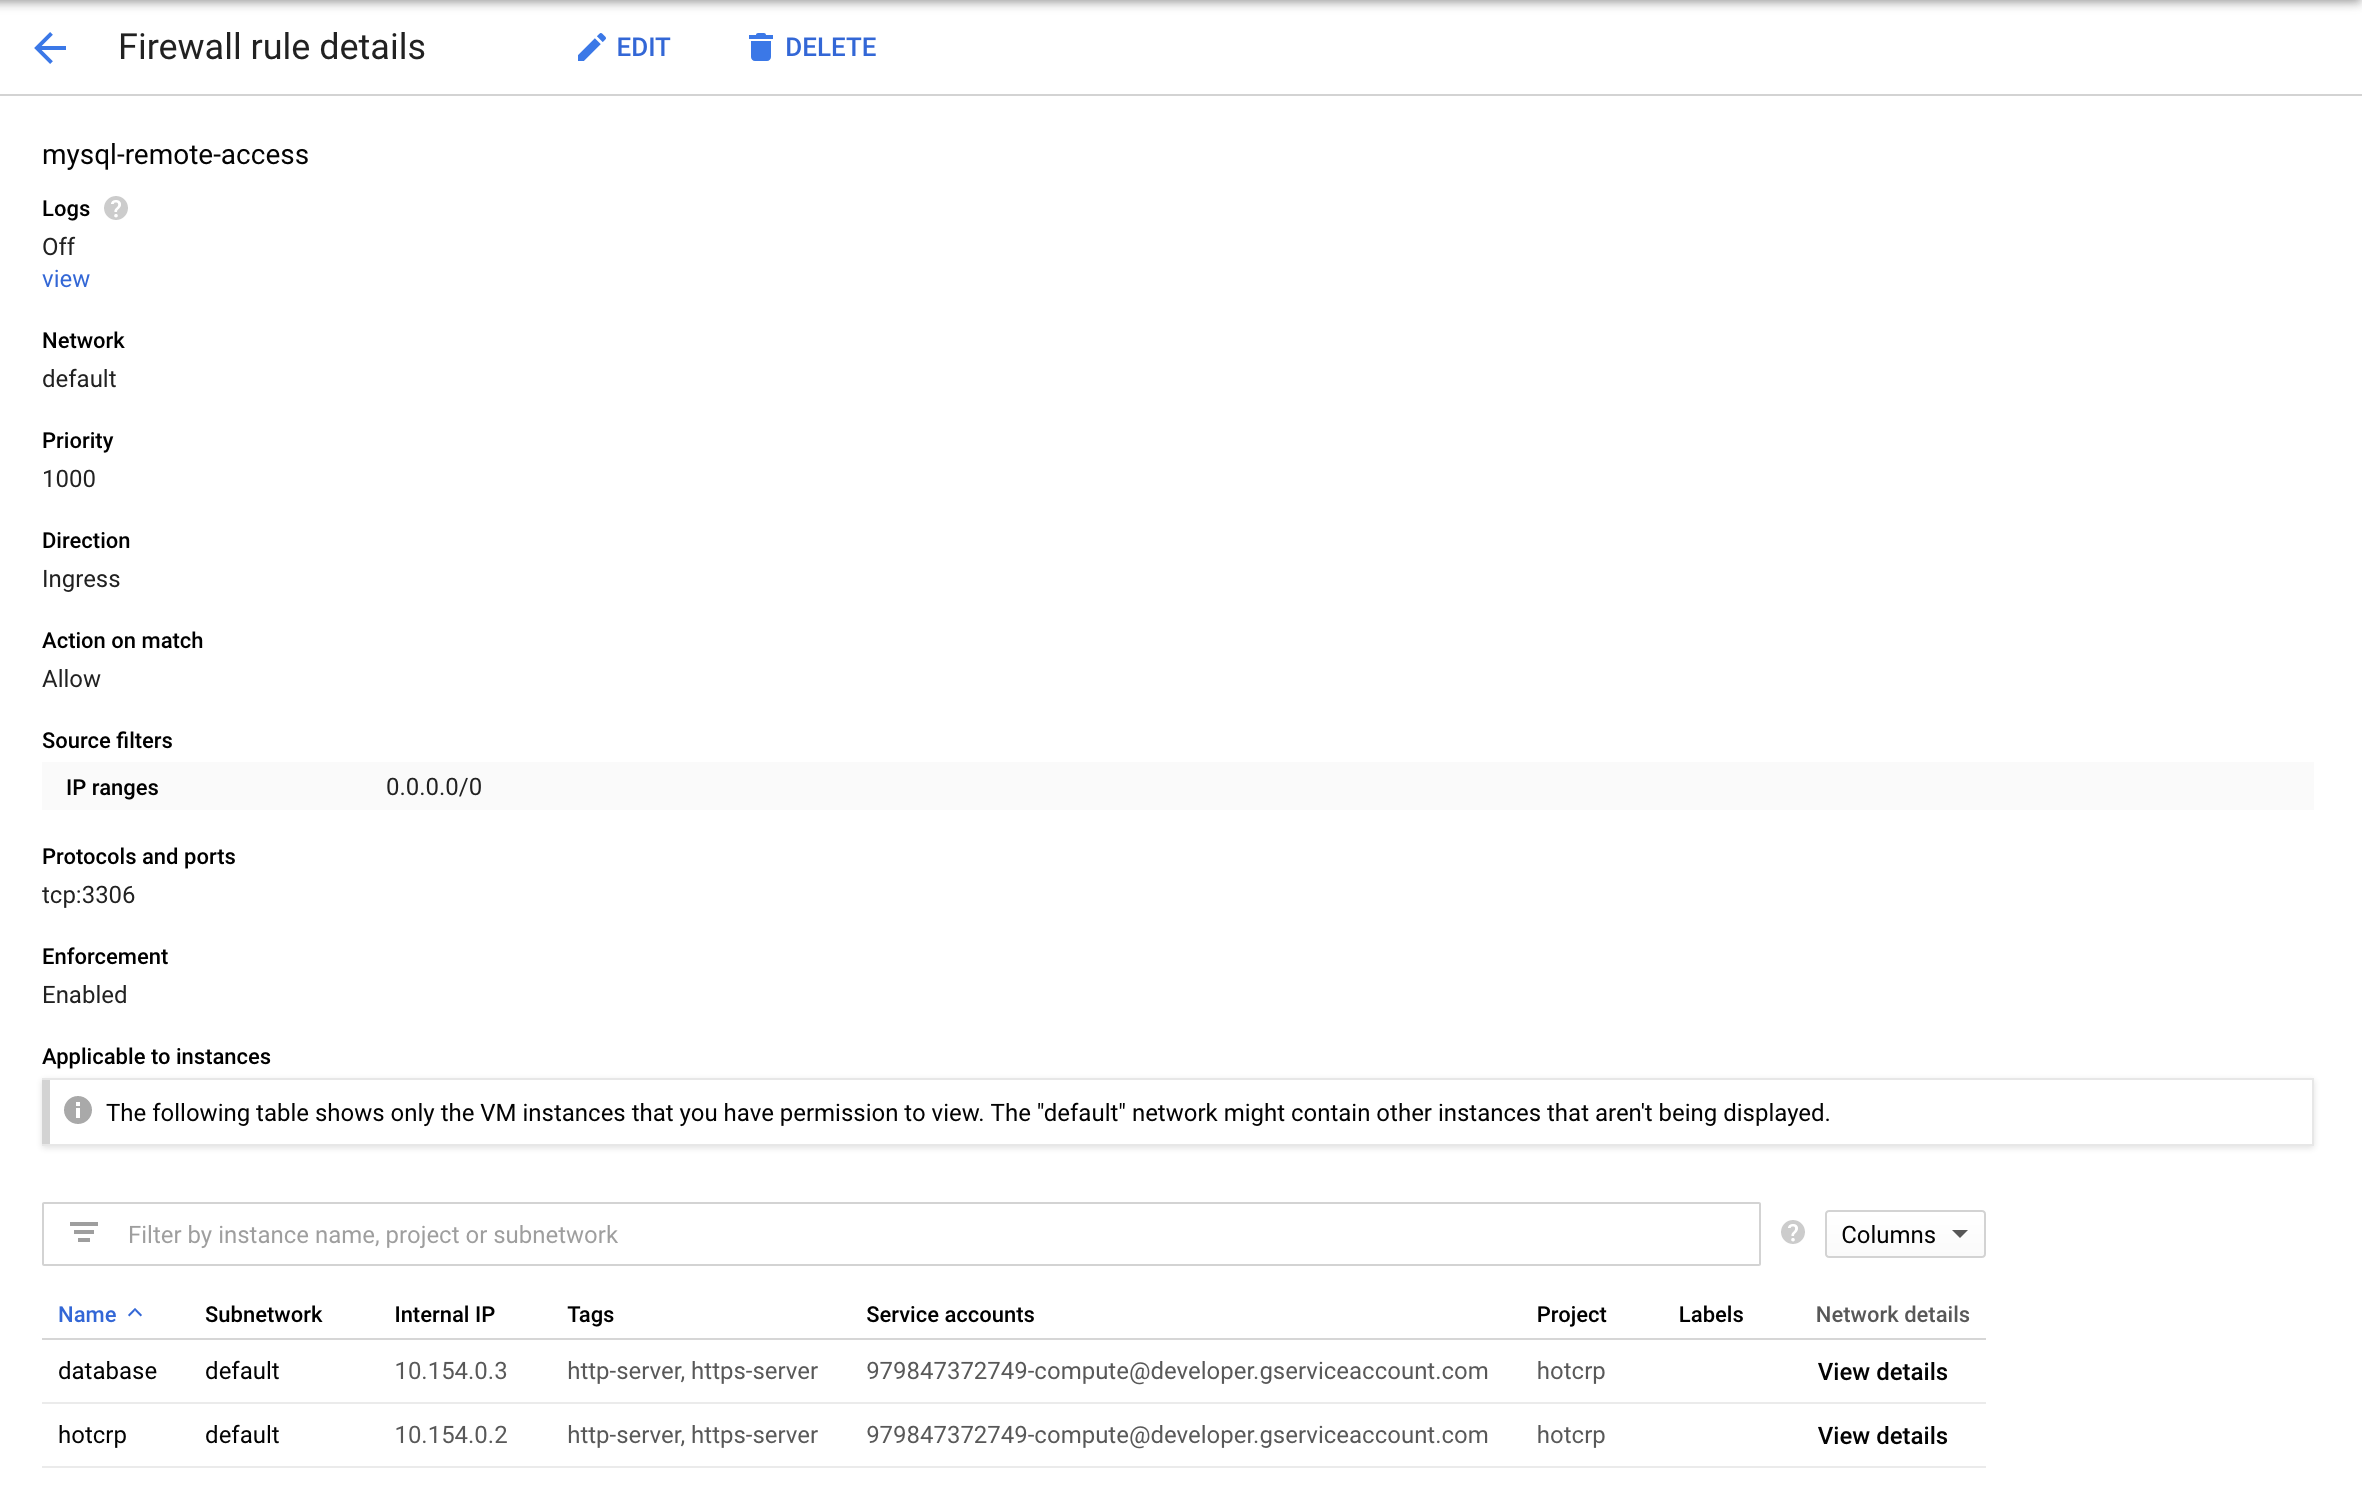 Firewall rule details EDIT DELETE
mysql-remote-access
Logs
Off
view
Network
default
Priority
1000
Direction
Ingress
Action on match
Allow
Source filters
IP ranges 0.0.0.0/0
Protocols and ports
tcp:3306
Enforcement
Enabled
Applicable to instances
The following table shows only the VM instances that you have permission to view. The "default" network might contain other instances that aren't being displayed.
Filter by instance name, project or subnetwork Columns
Name Subnetwork Internal IP Tags Service accounts Project Labels Network details
database default 10.154.0.3 http-server, https-server 979847372749-compute@developer.gserviceaccount.com hotcrp View details
hotcrp default 10.154.0.2 http-server, https-server 979847372749-compute@developer.gserviceaccount.com hotcrp View details